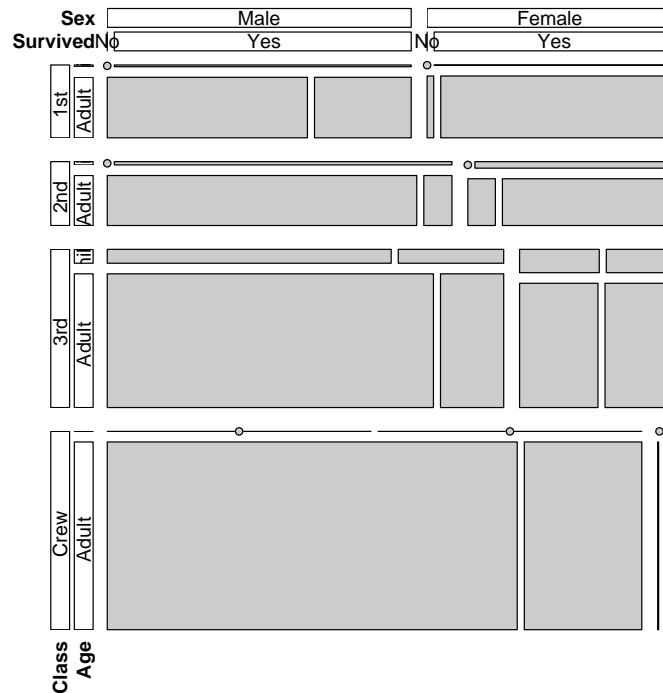 Sex Male Female
Survived No Yes No Yes
1st
Adult
2nd
Adult
3rd
Adult
Crew
Adult
Class
Age